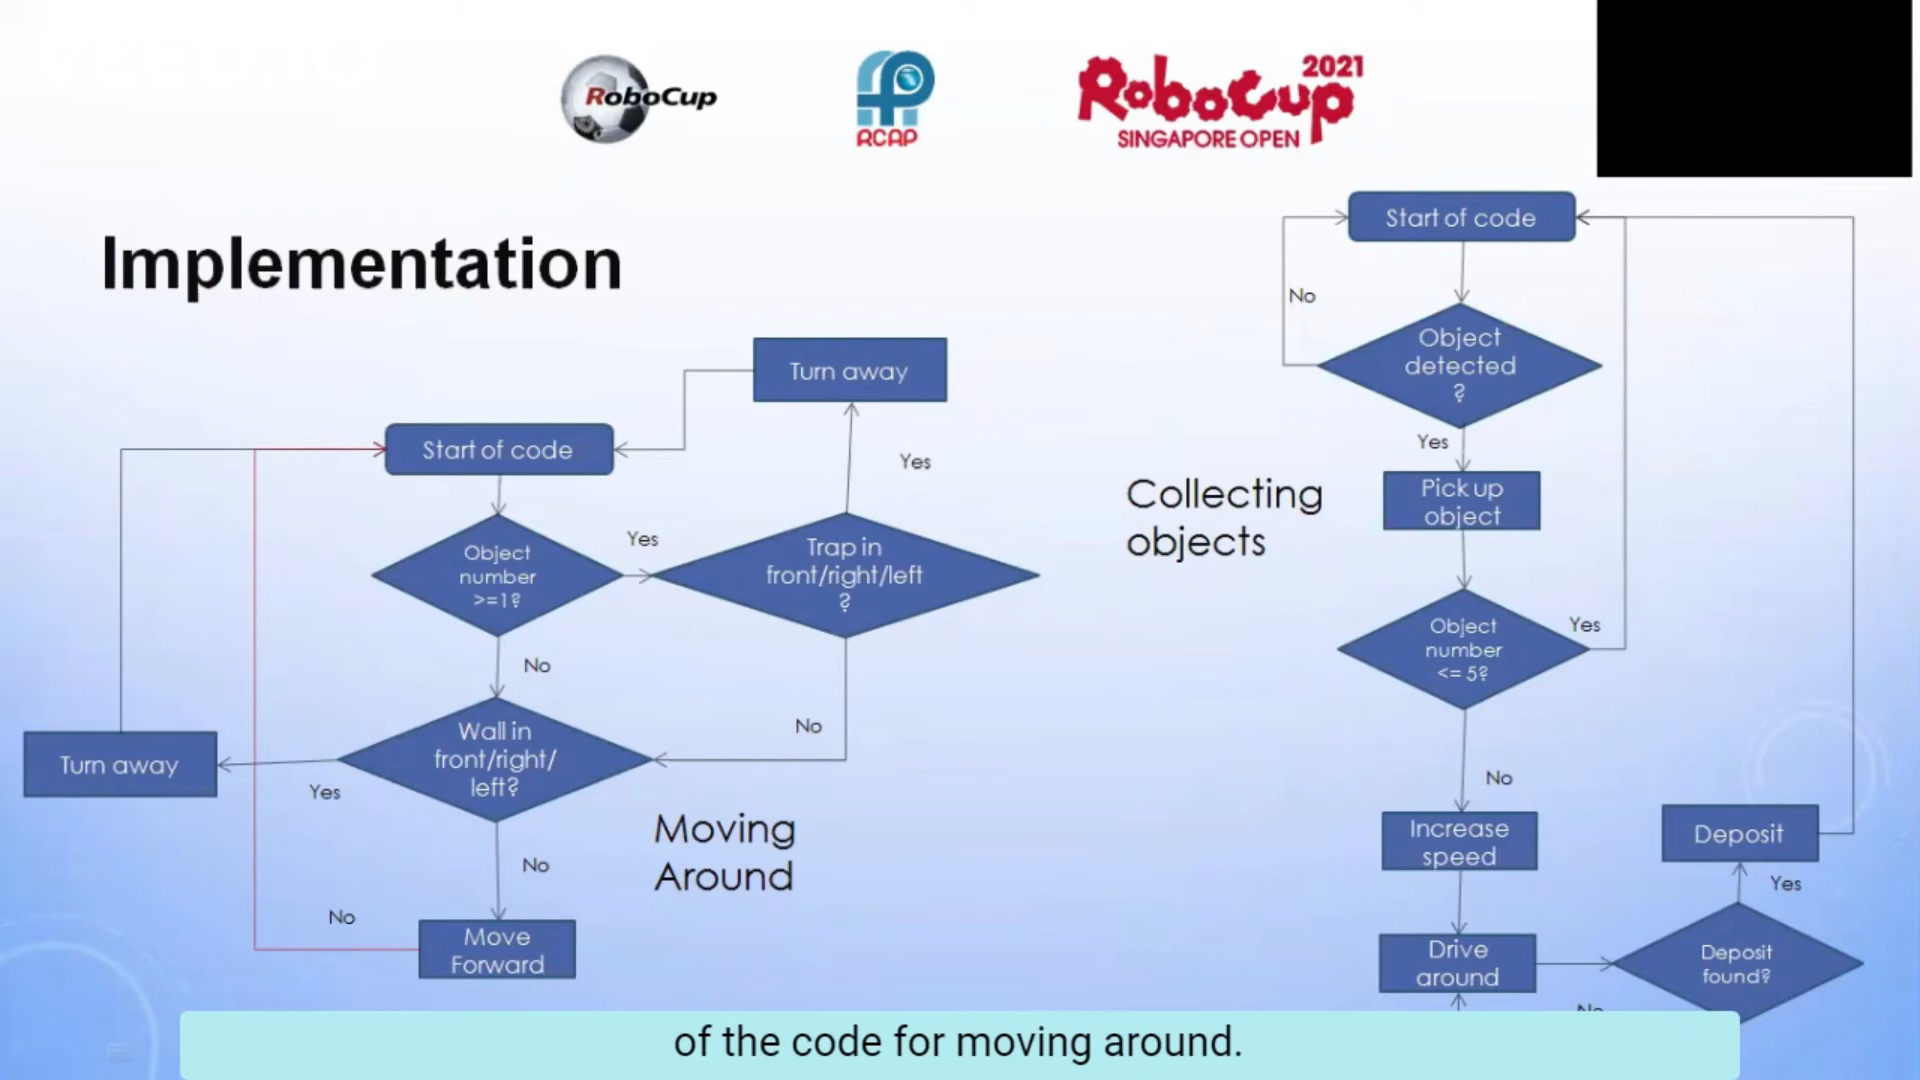 RoboCup
RCAP
RoboCup 2021
SINGAPORE OPEN
Implementation
Turn away
Start of code
Yes
Object
number
>=1?
Yes
Trap in
front/right/left
?
No
No
Wall in
front/right/
left?
Turn away
Yes
No
No
Move
Forward
Moving
Around
Start of code
No
Object
detected
?
Yes
Collecting
objects
Pick up
object
Object
number
<= 5?
Yes
No
Increase
speed
Deposit
Yes
Drive
around
Deposit
found?
No
of the code for moving around.